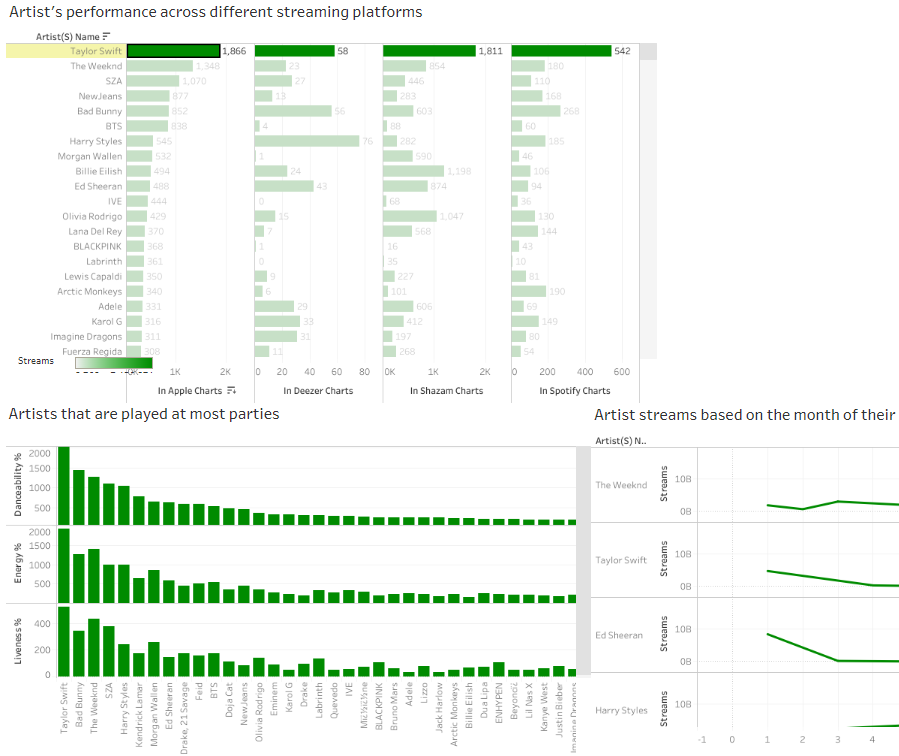 Artist's performance across different streaming platforms
Artist(S) Name
Taylor Swift 1,866 58 1,811 542
The Weeknd 1,348 23 854 180
SZA 1,070 27 446 110
NewJeans 877 13 283 168
Bad Bunny 852 56 603 268
BTS 838 4 88 60
Harry Styles 545 76 282 185
Morgan Wallen 532 1 590 46
Billie Eilish 494 24 1,198 106
Ed Sheeran 488 43 874 94
IVE 444 0 68 36
Olivia Rodrigo 429 15 1,047 130
Lana Del Rey 370 7 568 144
BLACKPINK 368 1 16 43
Labrinth 361 0 35 10
Lewis Capaldi 350 9 227 81
Arctic Monkeys 340 6 101 190
Adele 331 29 606 69
Karol G 316 33 412 149
Imagine Dragons 311 31 197 80
Fuerza Regida 308 11 268 54
Streams
0K 1K 2K 0 20 40 60 80 0K 1K 2K 0 200 400 600
In Apple Charts In Deezer Charts In Shazam Charts In Spotify Charts
Artists that are played at most parties
Danceability %
2000
1500
1000
500
Energy %
2000
1500
1000
500
Liveness %
400
200
0
Taylor Swift
Bad Bunny
The Weeknd
SZA
Harry Styles
Kendrick Lamar
Morgan Wallen
Ed Sheeran
Drake, 21 Savage
Feid
BTS
Doja Cat
NewJeans
Olivia Rodrigo
Eminem
Karol G
Drake
Labrinth
Quevedo
IVE
BLACKPINK
Bruno Mars
Adele
Lizzo
Jack Harlow
Arctic Monkeys
Billie Eilish
Dua Lipa
ENHYPEN
Beyoncé
Lil Nas X
Kanye West
Justin Bieber
Imagine Dragons
Artist streams based on the month of their
Artist(S) N..
The Weeknd
Streams
10B
0B
Taylor Swift
Streams
10B
0B
Ed Sheeran
Streams
10B
0B
Harry Styles
Streams
10B
-1 0 1 2 3 4